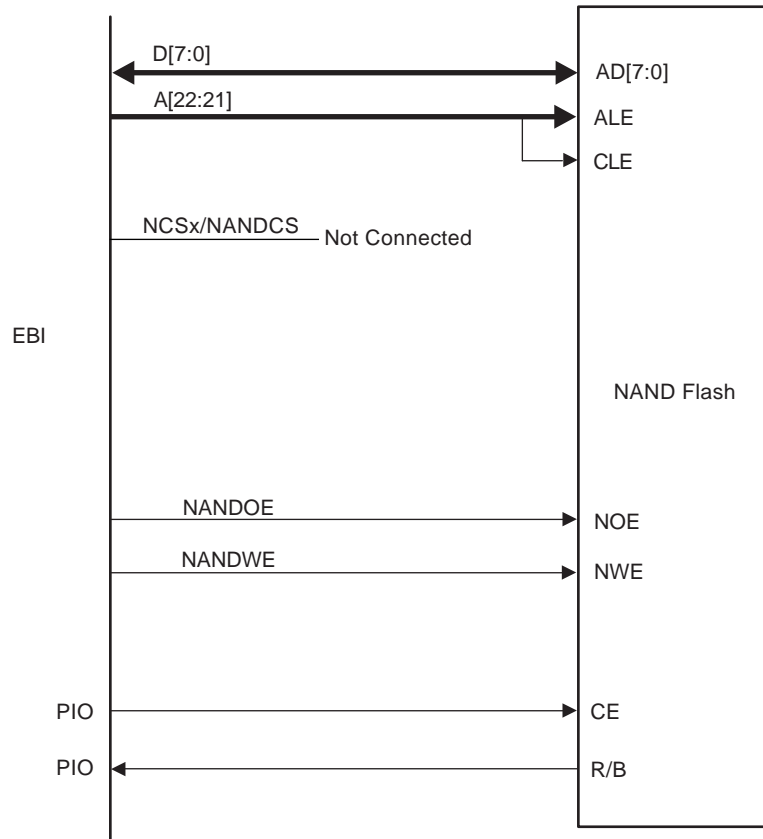 D[7:0]
AD[7:0]
A[22:21]
ALE
CLE
NCSx/NANDCS
Not Connected
EBI
NAND Flash
NANDOE
NOE
NANDWE
NWE
PIO
CE
PIO
R/B